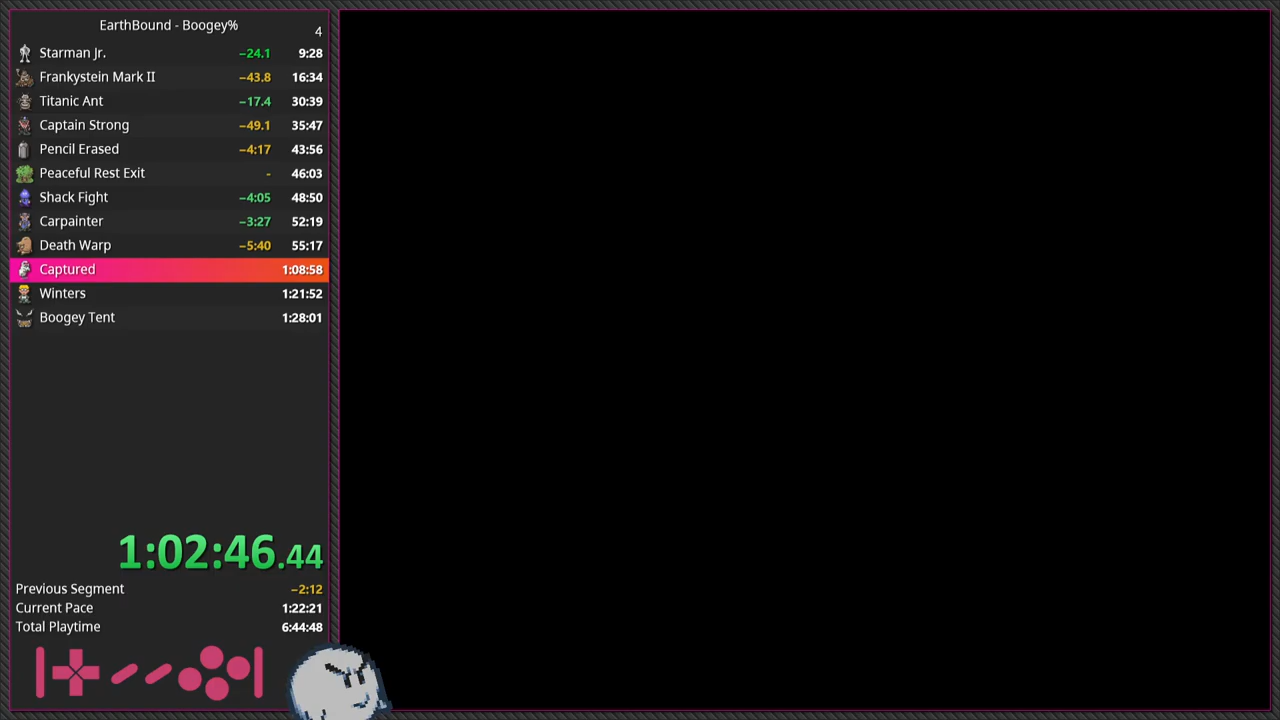 EarthBound - Boogey%
4
Starman Jr. −24.1 9:28
Frankystein Mark II −43.8 16:34
Titanic Ant −17.4 30:39
Captain Strong −49.1 35:47
Pencil Erased −4:17 43:56
Peaceful Rest Exit - 46:03
Shack Fight −4:05 48:50
Carpainter −3:27 52:19
Death Warp −5:40 55:17
Captured 1:08:58
Winters 1:21:52
Boogey Tent 1:28:01
1:02:46.44
Previous Segment −2:12
Current Pace 1:22:21
Total Playtime 6:44:48